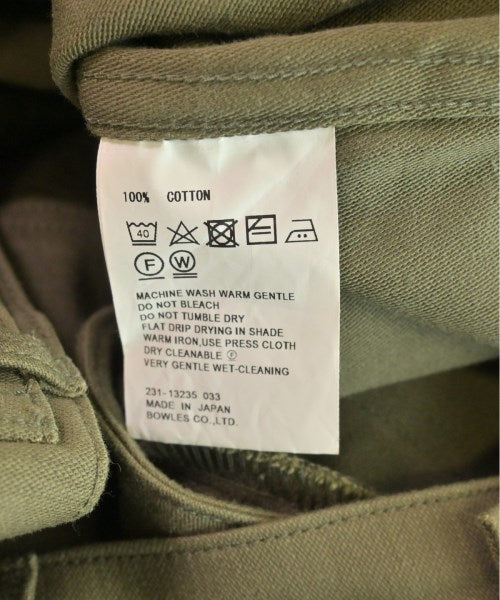 100% COTTON
40
F W
MACHINE WASH WARM GENTLE
DO NOT BLEACH
DO NOT TUMBLE DRY
FLAT DRIP DRYING IN SHADE
WARM IRON,USE PRESS CLOTH
DRY CLEANABLE Ⓕ
VERY GENTLE WET-CLEANING
231-13235 033
MADE IN JAPAN
BOWLES CO.,LTD.